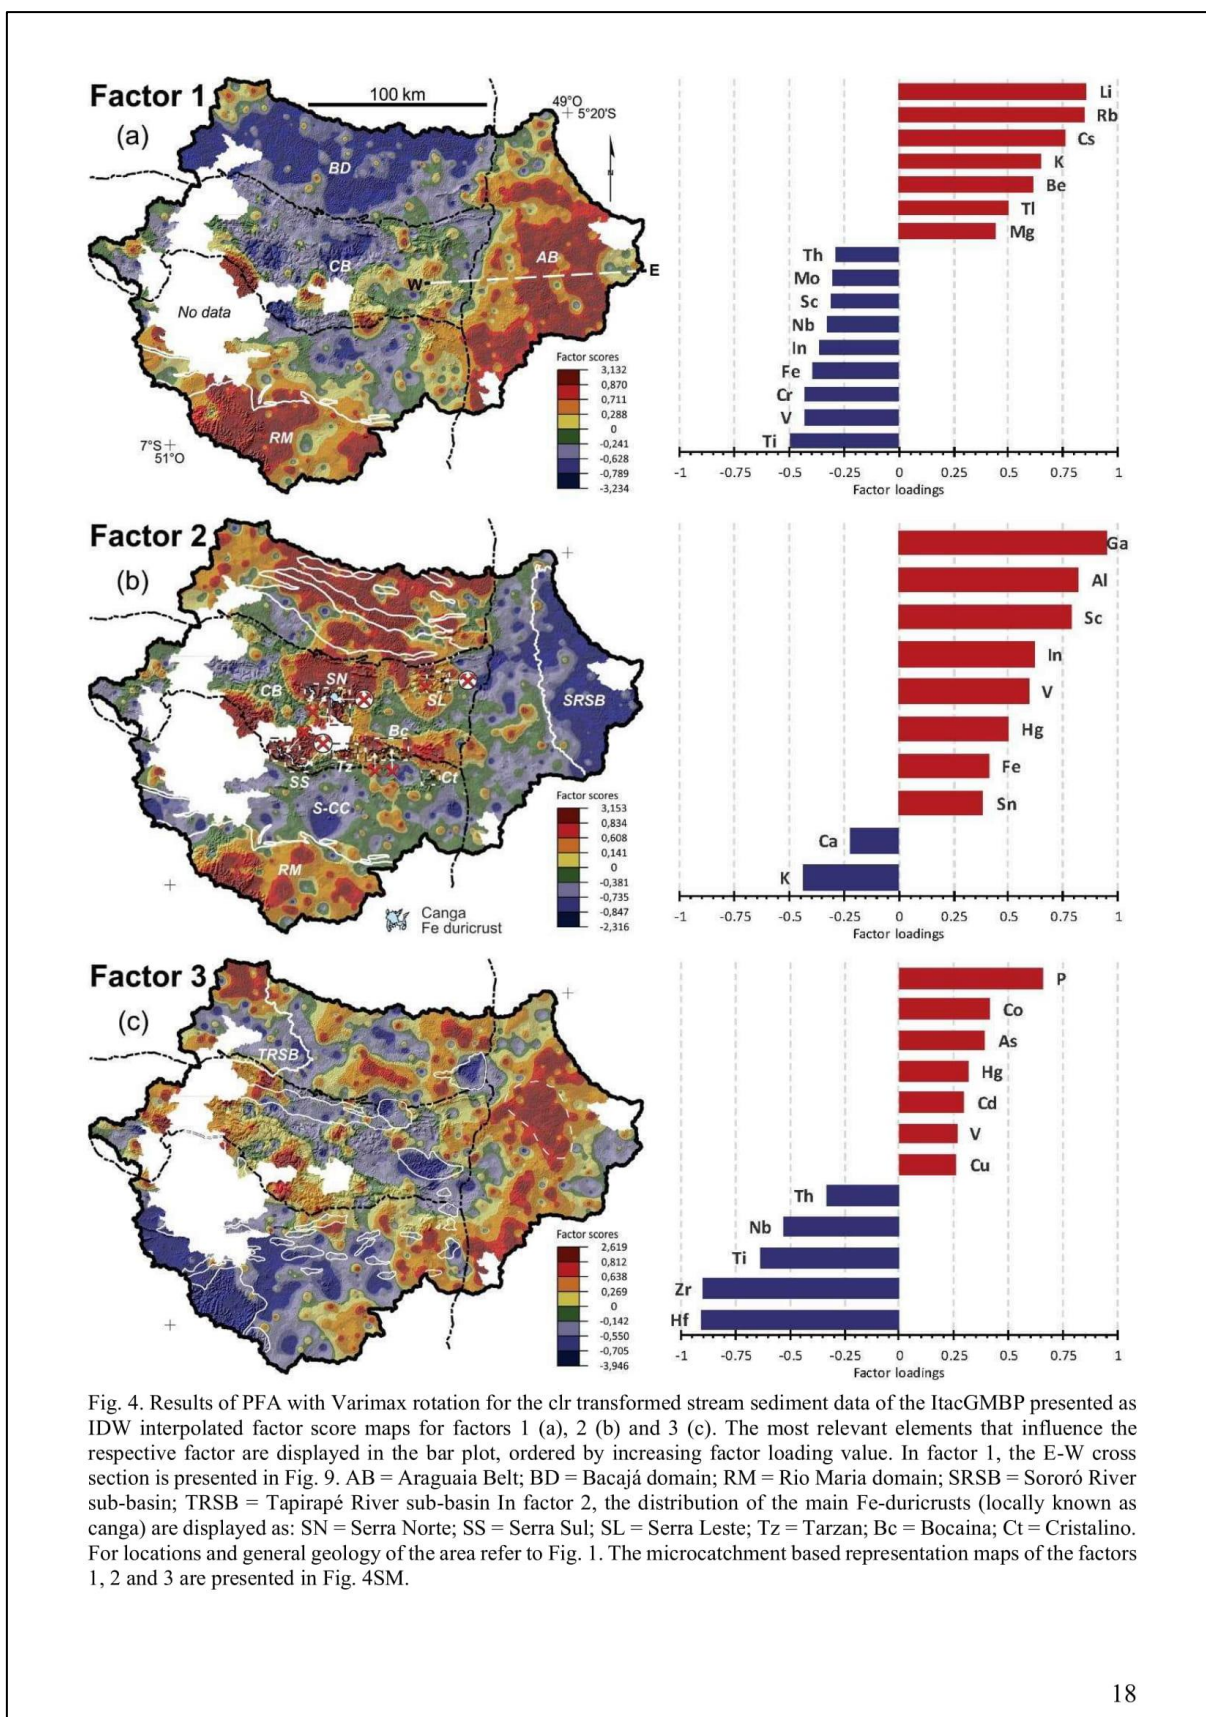 Factor 1
(a)
100 km
49°O
5°20'S
N
BD
CB
AB
W
E
No data
RM
7°S
51°O
Factor scores
3,132
0,870
0,711
0,288
0
-0,241
-0,628
-0,789
-3,234
Li
Rb
Cs
K
Be
Tl
Mg
Th
Mo
Sc
Nb
In
Fe
Cr
V
Ti
-1 -0.75 -0.5 -0.25 0 0.25 0.5 0.75 1
Factor loadings
Factor 2
(b)
SN
CB
SL
SRSB
Bc
Tz
SS
Ct
S-CC
RM
Canga
Fe duricrust
Factor scores
3,153
0,834
0,608
0,141
0
-0,381
-0,735
-0,847
-2,316
Ga
Al
Sc
In
V
Hg
Fe
Sn
Ca
K
-1 -0.75 -0.5 -0.25 0 0.25 0.5 0.75 1
Factor loadings
Factor 3
(c)
TRSB
Factor scores
2,619
0,812
0,638
0,269
0
-0,142
-0,550
-0,705
-3,946
P
Co
As
Hg
Cd
V
Cu
Th
Nb
Ti
Zr
Hf
-1 -0.75 -0.5 -0.25 0 0.25 0.5 0.75 1
Factor loadings
Fig. 4. Results of PFA with Varimax rotation for the clr transformed stream sediment data of the ItacGMBP presented as
IDW interpolated factor score maps for factors 1 (a), 2 (b) and 3 (c). The most relevant elements that influence the
respective factor are displayed in the bar plot, ordered by increasing factor loading value. In factor 1, the E-W cross
section is presented in Fig. 9. AB = Araguaia Belt; BD = Bacajá domain; RM = Rio Maria domain; SRSB = Sororó River
sub-basin; TRSB = Tapirapé River sub-basin In factor 2, the distribution of the main Fe-duricrusts (locally known as
canga) are displayed as: SN = Serra Norte; SS = Serra Sul; SL = Serra Leste; Tz = Tarzan; Bc = Bocaina; Ct = Cristalino.
For locations and general geology of the area refer to Fig. 1. The microcatchment based representation maps of the factors
1, 2 and 3 are presented in Fig. 4SM.
18